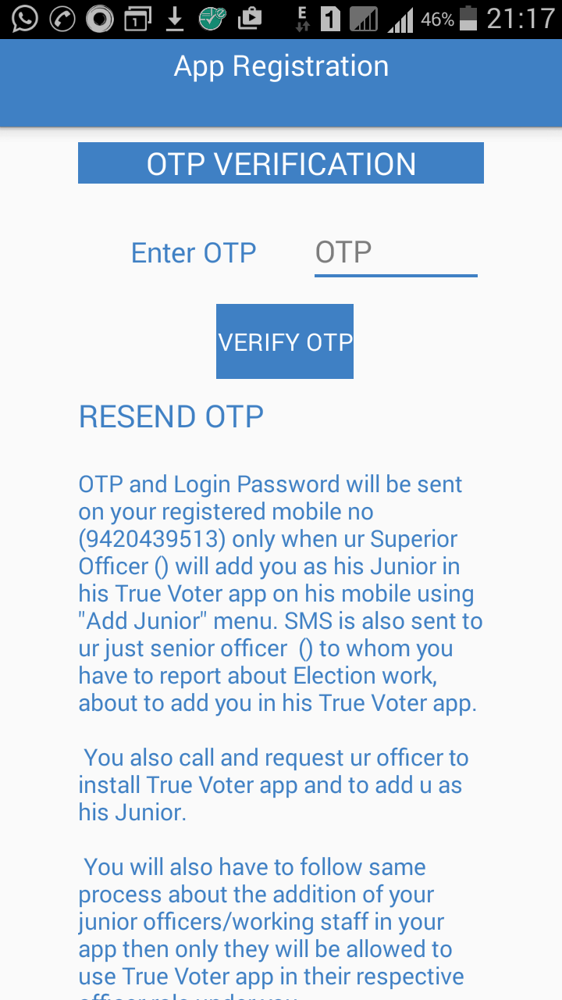 E 1 46% 21:17
App Registration
OTP VERIFICATION
Enter OTP OTP
VERIFY OTP
RESEND OTP
OTP and Login Password will be sent
on your registered mobile no
(9420439513) only when ur Superior
Officer () will add you as his Junior in
his True Voter app on his mobile using
"Add Junior" menu. SMS is also sent to
ur just senior officer  () to whom you
have to report about Election work,
about to add you in his True Voter app.
You also call and request ur officer to
install True Voter app and to add u as
his Junior.
You will also have to follow same
process about the addition of your
junior officers/working staff in your
app then only they will be allowed to
use True Voter app in their respective